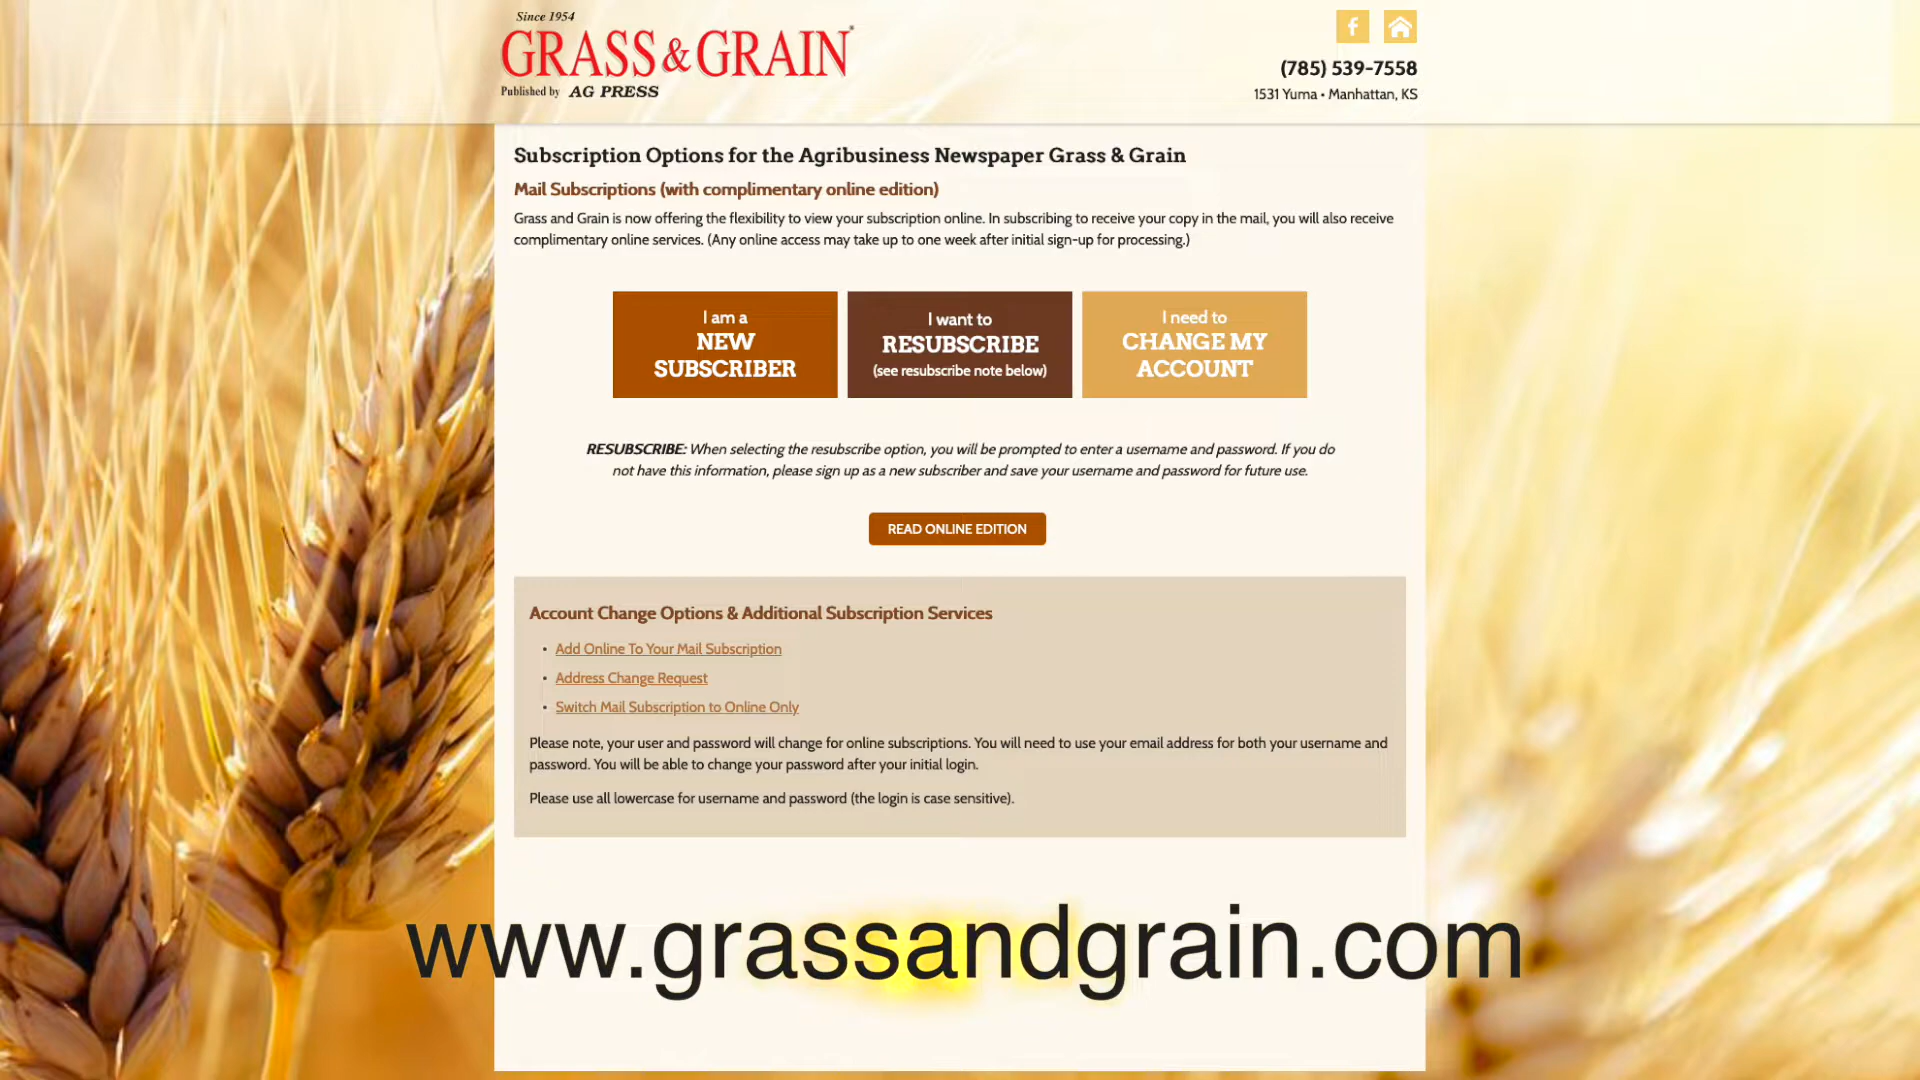 Since 1954
GRASS & GRAIN
Published by AG PRESS
(785) 539-7558
1531 Yuma • Manhattan, KS
Subscription Options for the Agribusiness Newspaper Grass & Grain
Mail Subscriptions (with complimentary online edition)
Grass and Grain is now offering the flexibility to view your subscription online. In subscribing to receive your copy in the mail, you will also receive
complimentary online services. (Any online access may take up to one week after initial sign-up for processing.)
I am a
NEW
SUBSCRIBER
I want to
RESUBSCRIBE
(see resubscribe note below)
I need to
CHANGE MY
ACCOUNT
RESUBSCRIBE: When selecting the resubscribe option, you will be prompted to enter a username and password. If you do
not have this information, please sign up as a new subscriber and save your username and password for future use.
READ ONLINE EDITION
Account Change Options & Additional Subscription Services
• Add Online To Your Mail Subscription
• Address Change Request
• Switch Mail Subscription to Online Only
Please note, your user and password will change for online subscriptions. You will need to use your email address for both your username and
password. You will be able to change your password after your initial login.
Please use all lowercase for username and password (the login is case sensitive).
www.grassandgrain.com